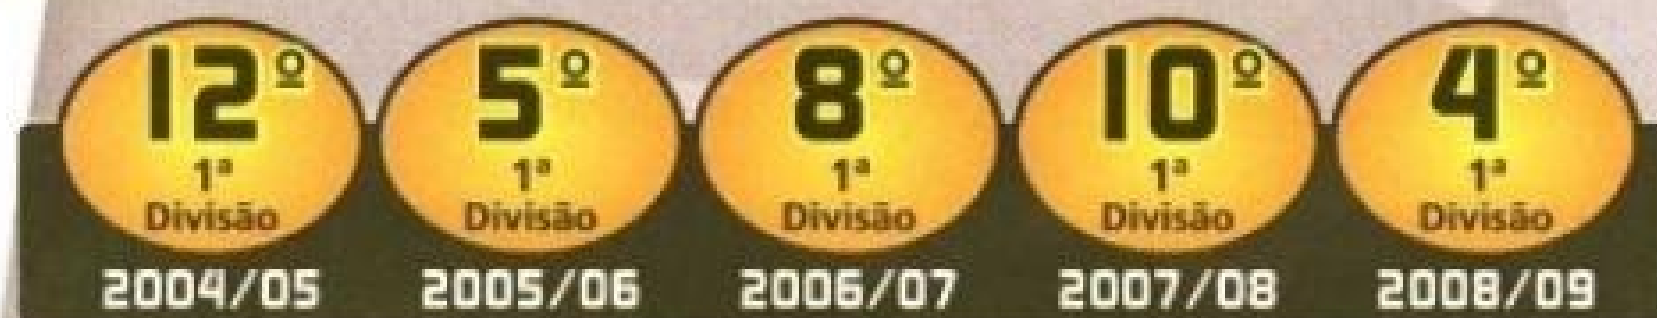 12º 5º 8º 10º 4º
1ª 1ª 1ª 1ª 1ª
Divisão Divisão Divisão Divisão Divisão
2004/05 2005/06 2006/07 2007/08 2008/09